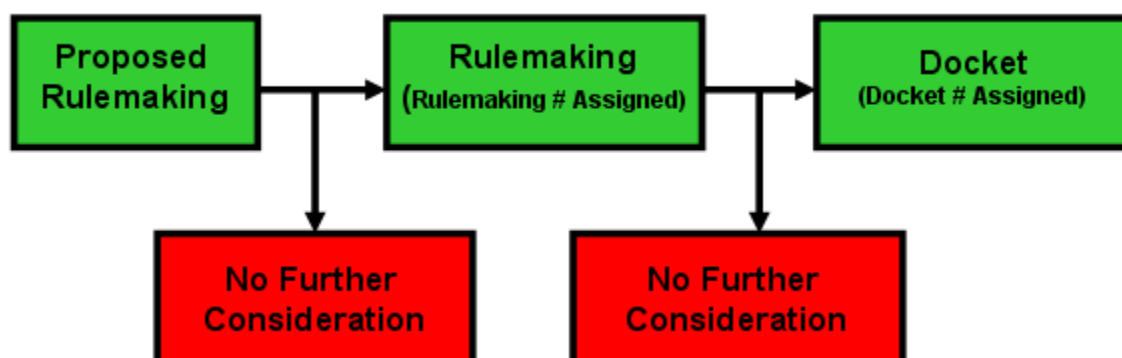 Proposed
Rulemaking
Rulemaking
(Rulemaking # Assigned)
Docket
(Docket # Assigned)
No Further
Consideration
No Further
Consideration